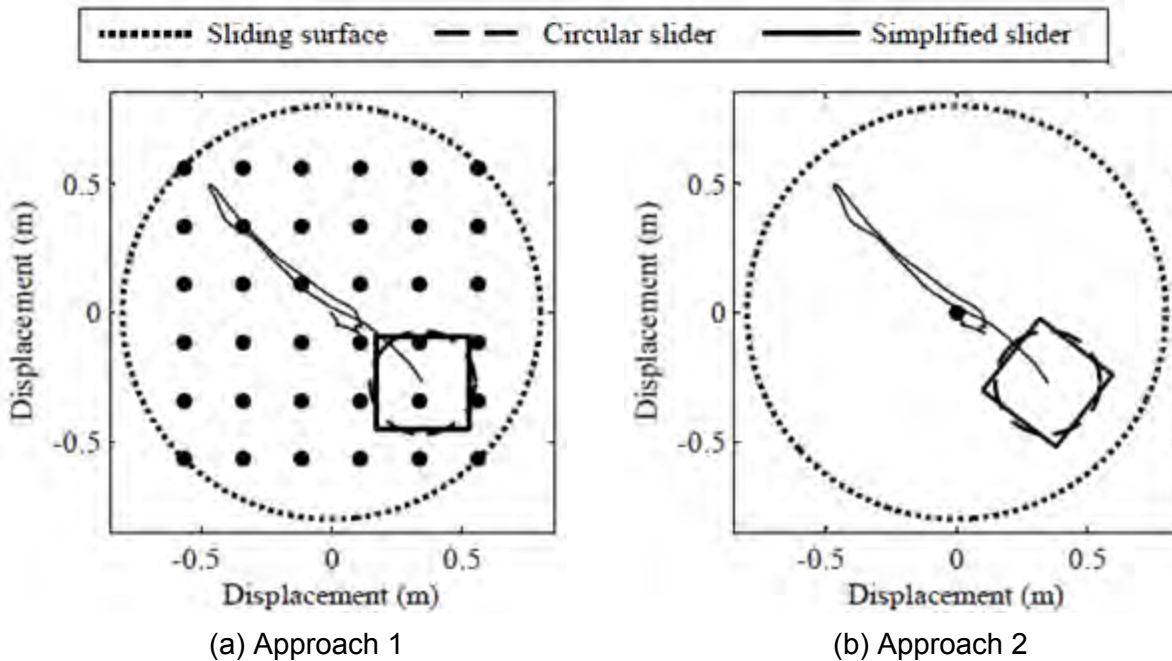 Sliding surface Circular slider Simplified slider
0.5 0.5
0 0
-0.5 -0.5
Displacement (m) Displacement (m)
-0.5 0 0.5 -0.5 0 0.5
Displacement (m) Displacement (m)
(a) Approach 1 (b) Approach 2